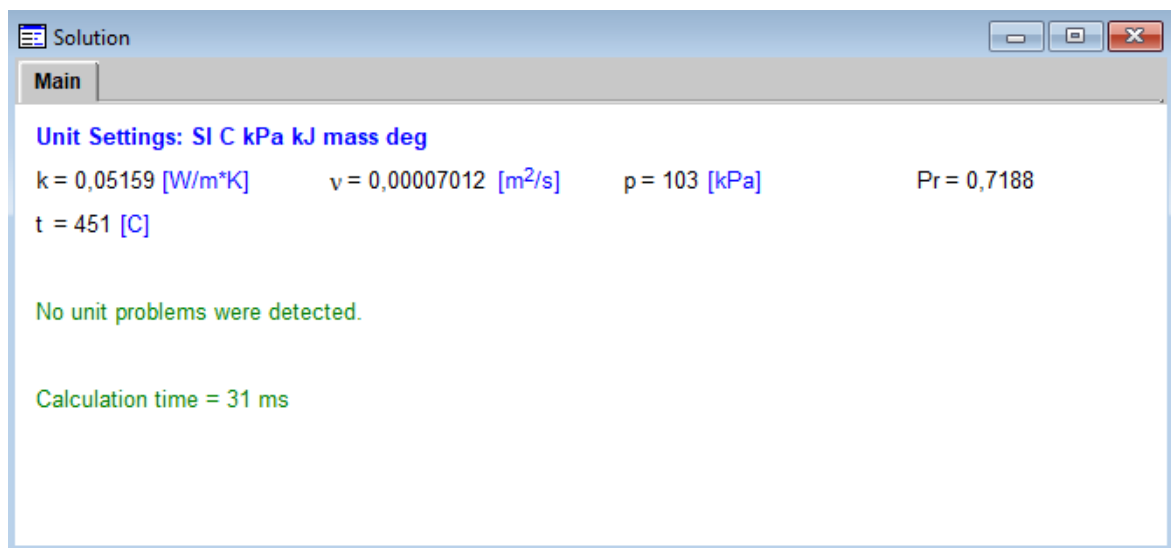 Solution
Main
Unit Settings: SI C kPa kJ mass deg
k = 0,05159 [W/m*K] ν = 0,00007012 [m²/s] p = 103 [kPa] Pr = 0,7188
t = 451 [C]
No unit problems were detected.
Calculation time = 31 ms